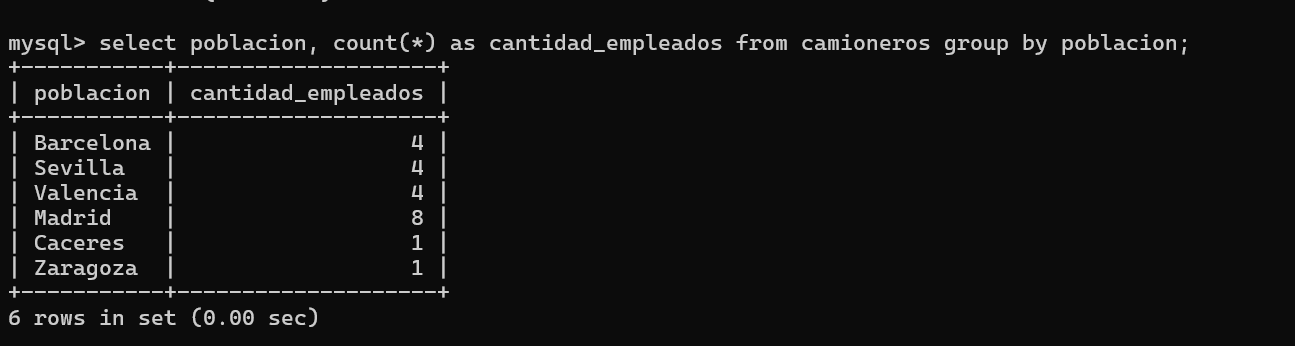 mysql> select poblacion, count(*) as cantidad_empleados from camioneros group by poblacion;
+-----------+--------------------+
| poblacion | cantidad_empleados |
+-----------+--------------------+
| Barcelona |                  4 |
| Sevilla   |                  4 |
| Valencia  |                  4 |
| Madrid    |                  8 |
| Caceres   |                  1 |
| Zaragoza  |                  1 |
+-----------+--------------------+
6 rows in set (0.00 sec)